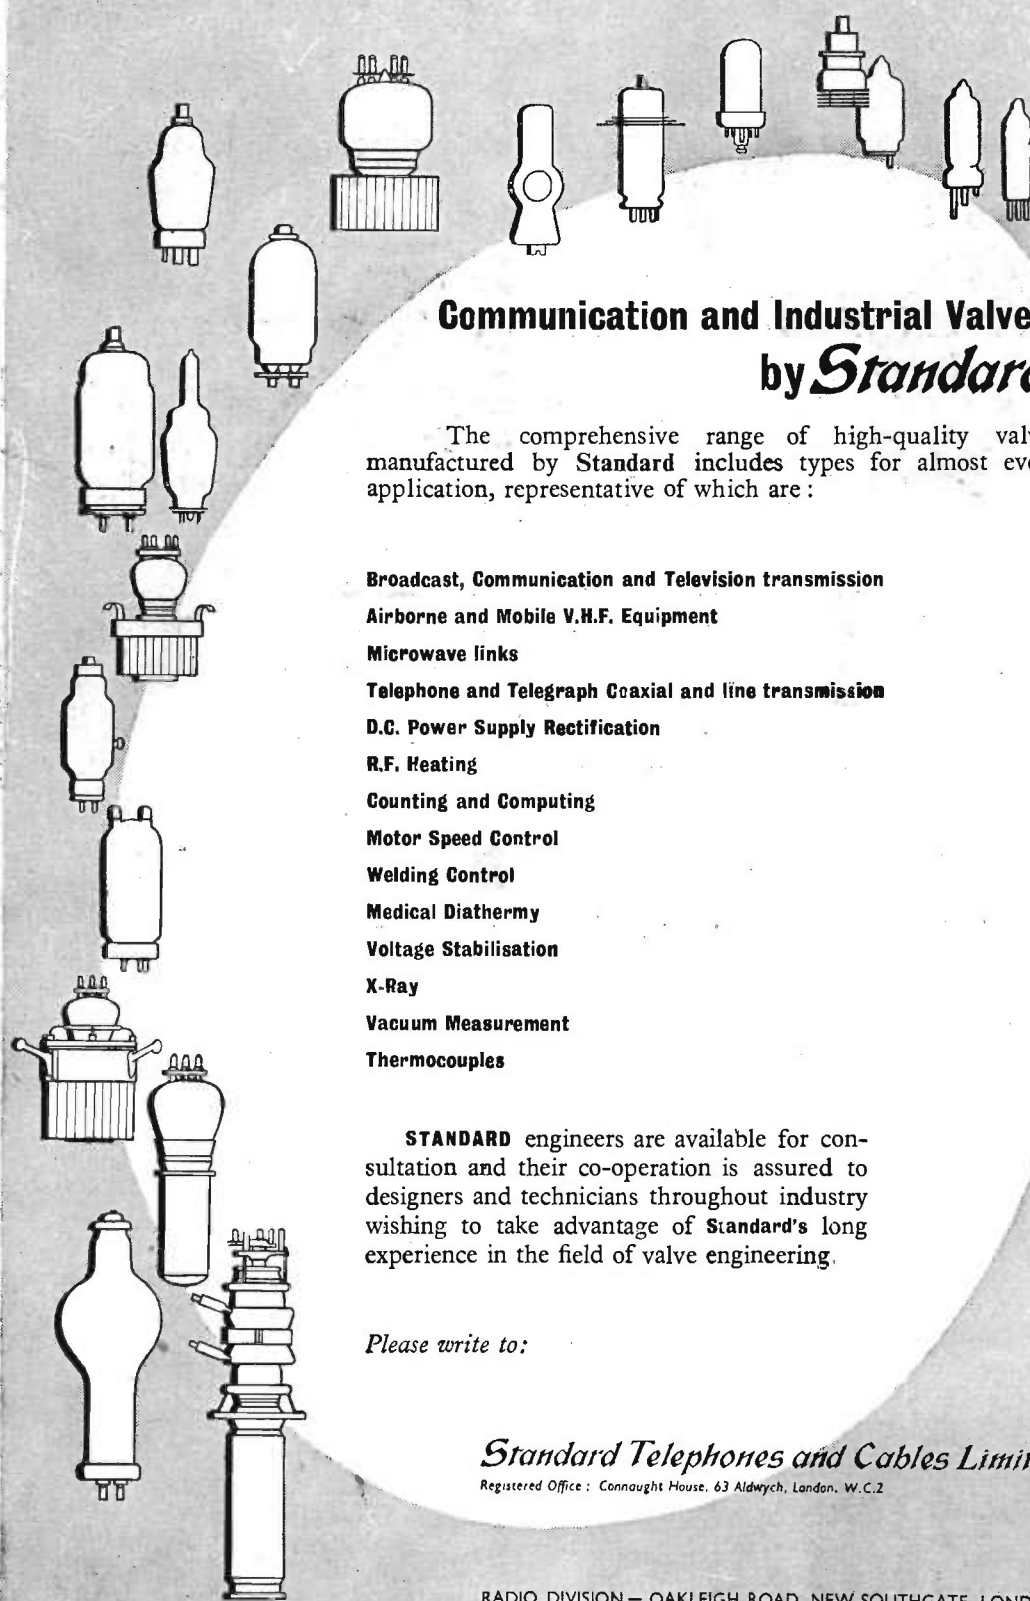 Communication and Industrial Valve
by Standard
The comprehensive range of high-quality val
manufactured by Standard includes types for almost eve
application, representative of which are :
Broadcast, Communication and Television transmission
Airborne and Mobile V.H.F. Equipment
Microwave links
Telephone and Telegraph Coaxial and line transmission
D.C. Power Supply Rectification
R.F. Heating
Counting and Computing
Motor Speed Control
Welding Control
Medical Diathermy
Voltage Stabilisation
X-Ray
Vacuum Measurement
Thermocouples
STANDARD engineers are available for con-
sultation and their co-operation is assured to
designers and technicians throughout industry
wishing to take advantage of Standard's long
experience in the field of valve engineering.
Please write to:
Standard Telephones and Cables Limi
Registered Office : Connaught House, 63 Aldwych, London, W.C.2
RADIO DIVISION — OAKLEIGH ROAD, NEW SOUTHGATE, LOND